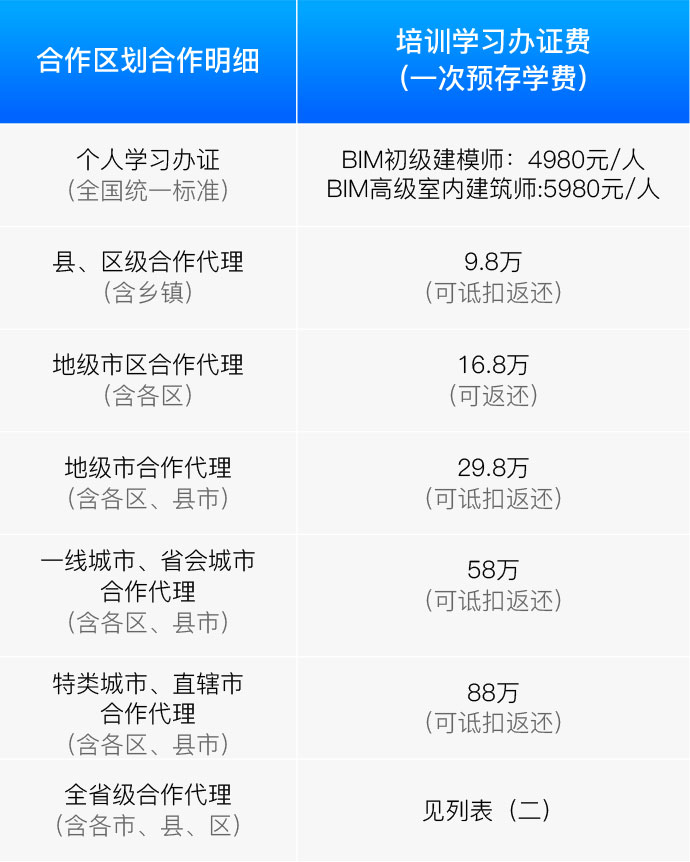 合作区划合作明细
培训学习办证费
（一次预存学费）
个人学习办证
（全国统一标准）
BIM初级建模师：4980元/人
BIM高级室内建筑师:5980元/人
县、区级合作代理
（含乡镇）
9.8万
（可诋扣返还）
地级市区合作代理
（含各区）
16.8万
（可返还）
地级市合作代理
（含各区、县市）
29.8万
（可诋扣返还）
一线城市、省会城市
合作代理
（含各区、县市）
58万
（可诋扣返还）
特类城市、直辖市
合作代理
（含各区、县市）
88万
（可诋扣返还）
全省级合作代理
（含各市、县、区）
见列表（二）